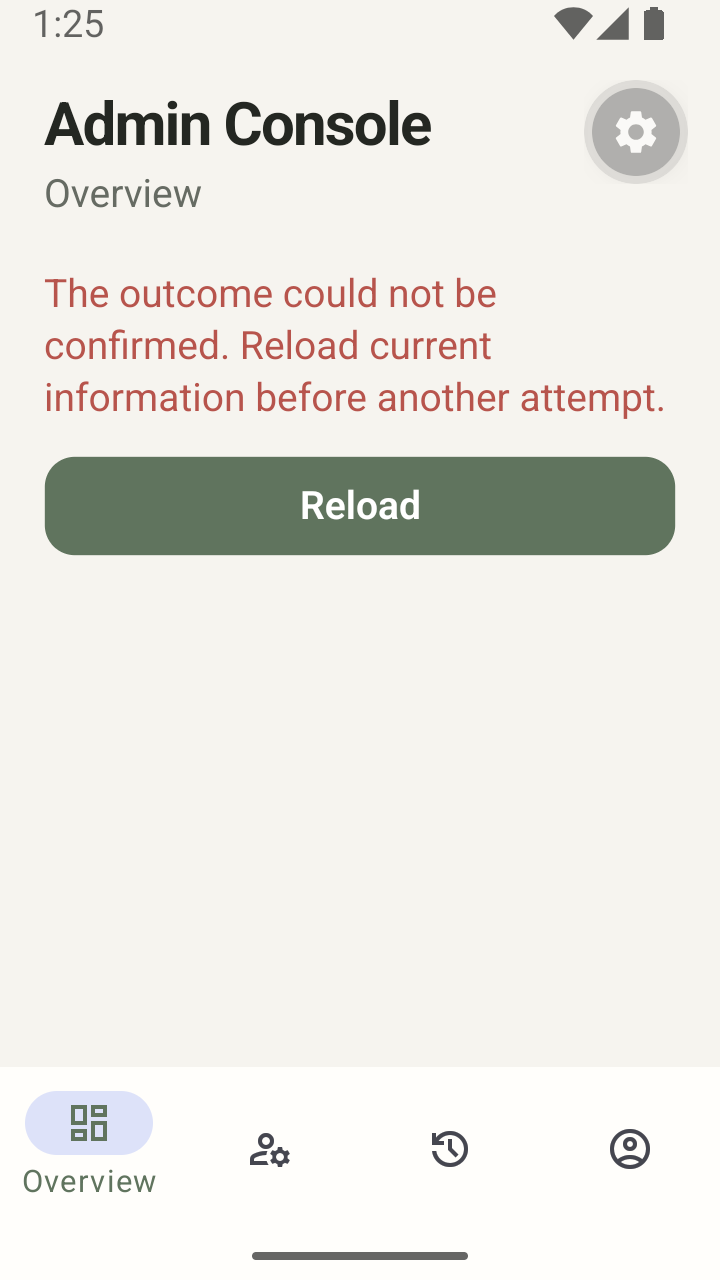 1:25
Admin Console
Overview
The outcome could not be
confirmed. Reload current
information before another attempt.
Reload
Overview